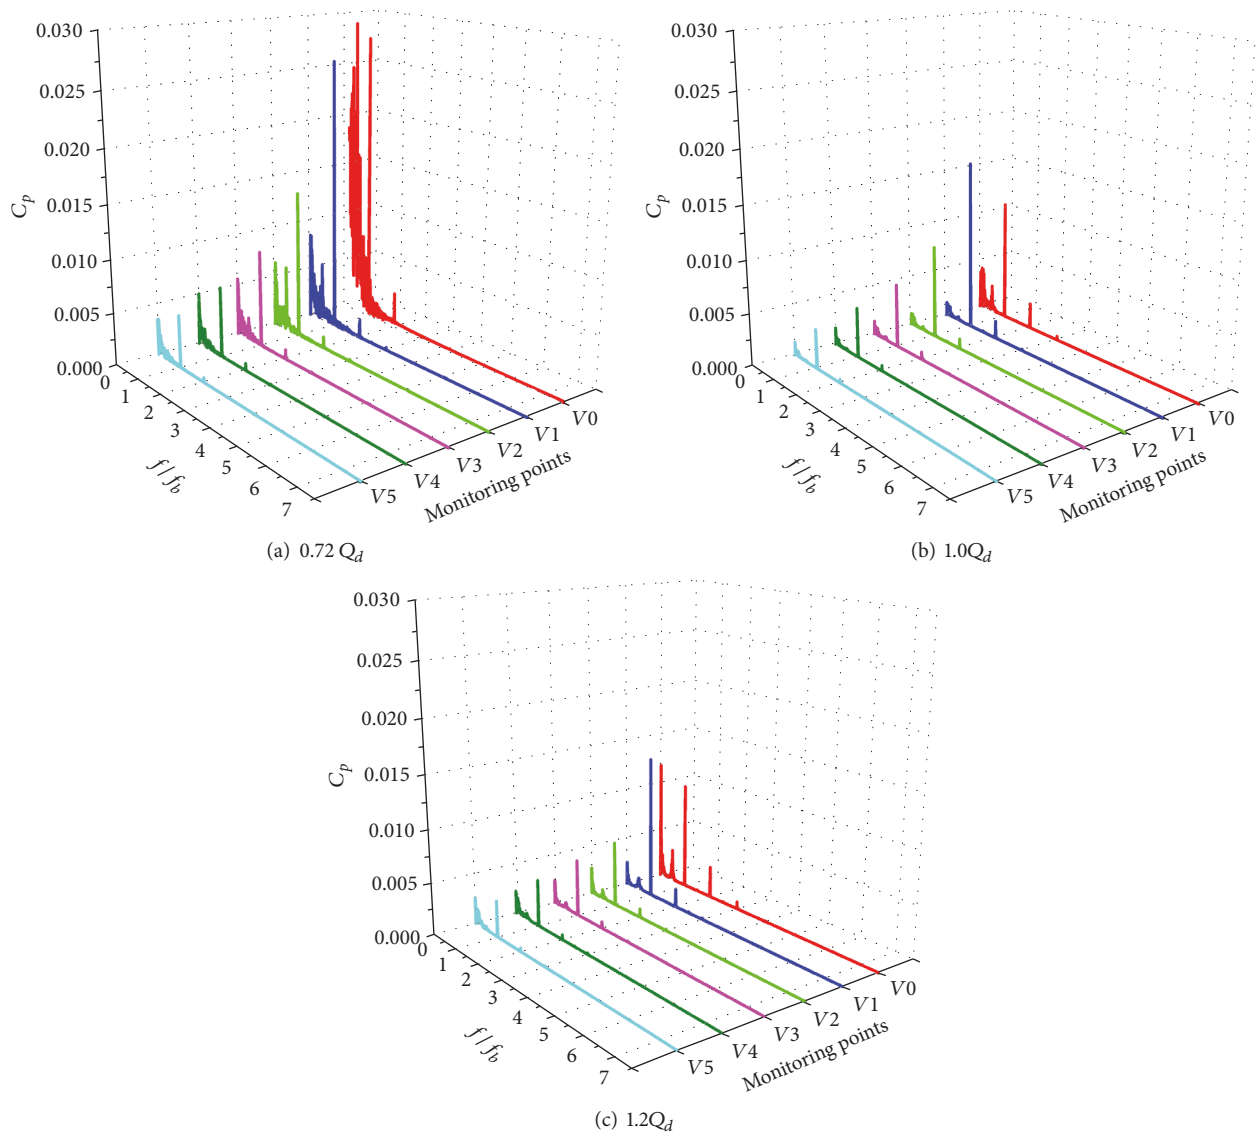 0.030
0.025
0.020
0.015
0.010
0.005
0.000
C_p
0
1
2
3
4
5
6
7
f / f_b
V5
V4
V3
V2
V1
V0
Monitoring points
(a) 0.72 Q_d
0.030
0.025
0.020
0.015
0.010
0.005
0.000
C_p
0
1
2
3
4
5
6
7
f / f_b
V5
V4
V3
V2
V1
V0
Monitoring points
(b) 1.0Q_d
0.030
0.025
0.020
0.015
0.010
0.005
0.000
C_p
0
1
2
3
4
5
6
7
f / f_b
V5
V4
V3
V2
V1
V0
Monitoring points
(c) 1.2Q_d